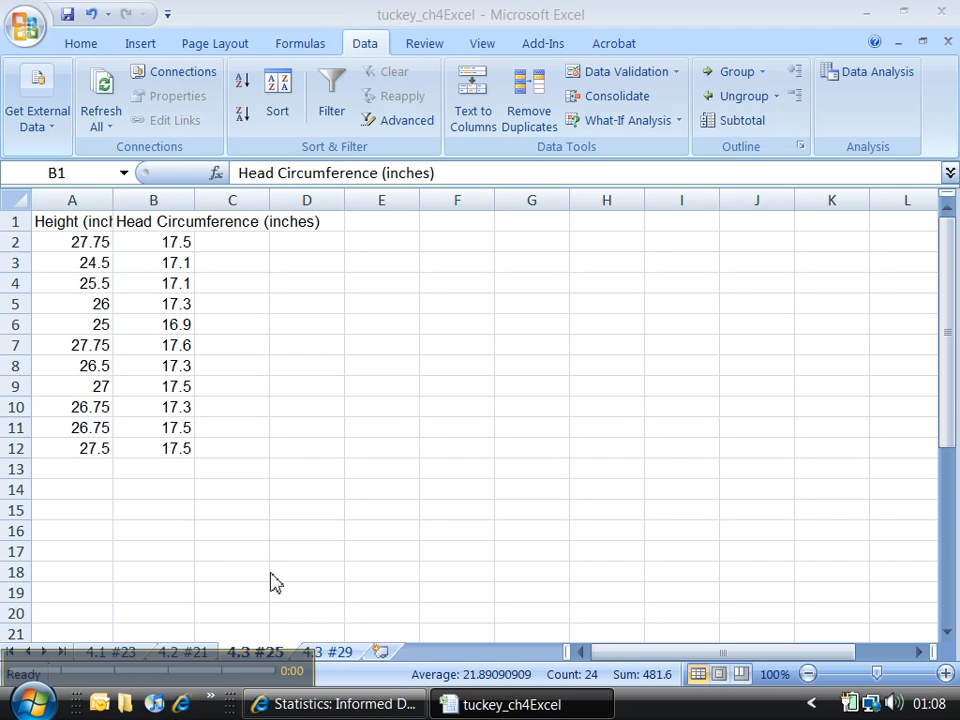 tuckey_ch4Excel - Microsoft Excel
Home Insert Page Layout Formulas Data Review View Add-Ins Acrobat
Get External Data
Refresh All
Connections
Properties
Edit Links
Connections
Sort
Filter
Clear
Reapply
Advanced
Sort & Filter
Text to Columns
Remove Duplicates
Data Validation
Consolidate
What-If Analysis
Data Tools
Group
Ungroup
Subtotal
Outline
Data Analysis
Analysis
B1 fx Head Circumference (inches)
A B C D E F G H I J K L
1 Height (incl Head Circumference (inches)
2 27.75 17.5
3 24.5 17.1
4 25.5 17.1
5 26 17.3
6 25 16.9
7 27.75 17.6
8 26.5 17.3
9 27 17.5
10 26.75 17.3
11 26.75 17.5
12 27.5 17.5
13
14
15
16
17
18
19
20
21
4.1 #23 4.2 #21 4.3 #25 4.3 #29
Ready 0:00 Average: 21.89090909 Count: 24 Sum: 481.6 100%
Statistics: Informed D... tuckey_ch4Excel 01:08